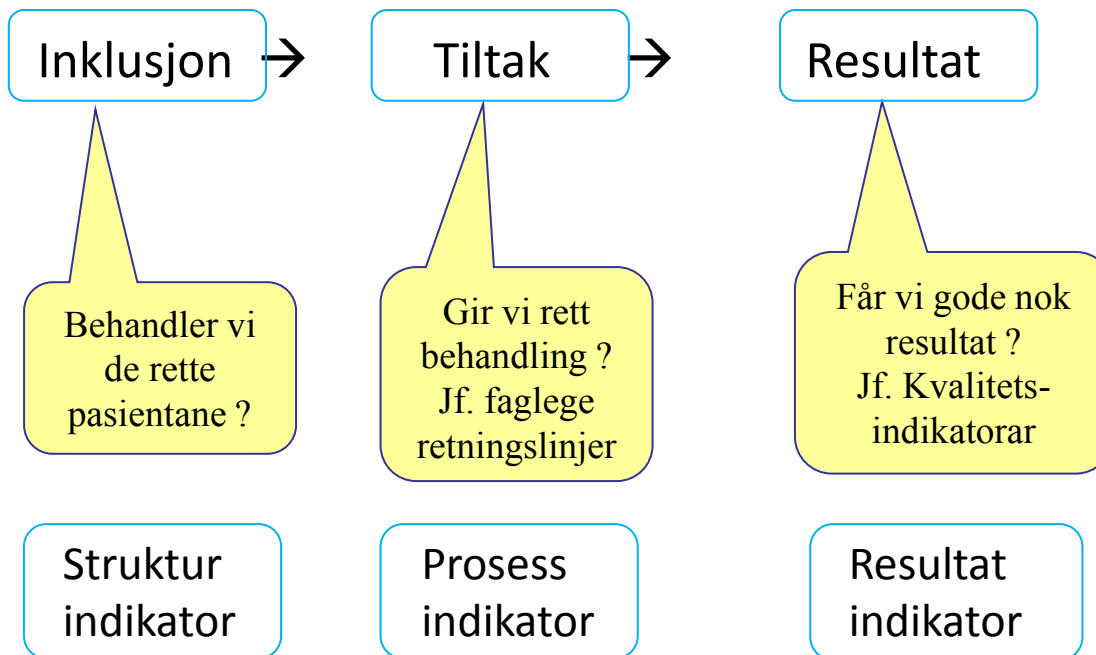 Inklusjon → Tiltak → Resultat
Behandler vi
de rette
pasientane ?
Gir vi rett
behandling ?
Jf. faglege
retningslinjer
Får vi gode nok
resultat ?
Jf. Kvalitets-
indikatorar
Struktur
indikator
Prosess
indikator
Resultat
indikator